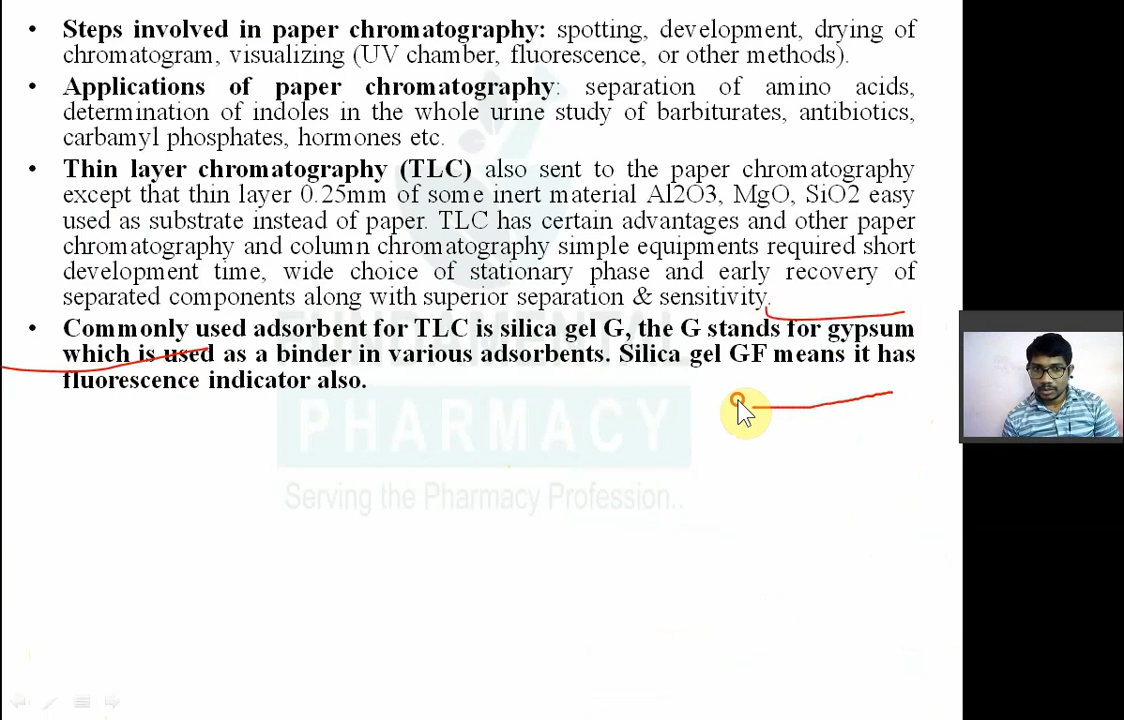 • Steps involved in paper chromatography: spotting, development, drying of
chromatogram, visualizing (UV chamber, fluorescence, or other methods).
• Applications of paper chromatography: separation of amino acids,
determination of indoles in the whole urine study of barbiturates, antibiotics,
carbamyl phosphates, hormones etc.
• Thin layer chromatography (TLC) also sent to the paper chromatography
except that thin layer 0.25mm of some inert material Al2O3, MgO, SiO2 easy
used as substrate instead of paper. TLC has certain advantages and other paper
chromatography and column chromatography simple equipments required short
development time, wide choice of stationary phase and early recovery of
separated components along with superior separation & sensitivity.
• Commonly used adsorbent for TLC is silica gel G, the G stands for gypsum
which is used as a binder in various adsorbents. Silica gel GF means it has
fluorescence indicator also.
FUNDAMENTAL
PHARMACY
Serving the Pharmacy Profession..